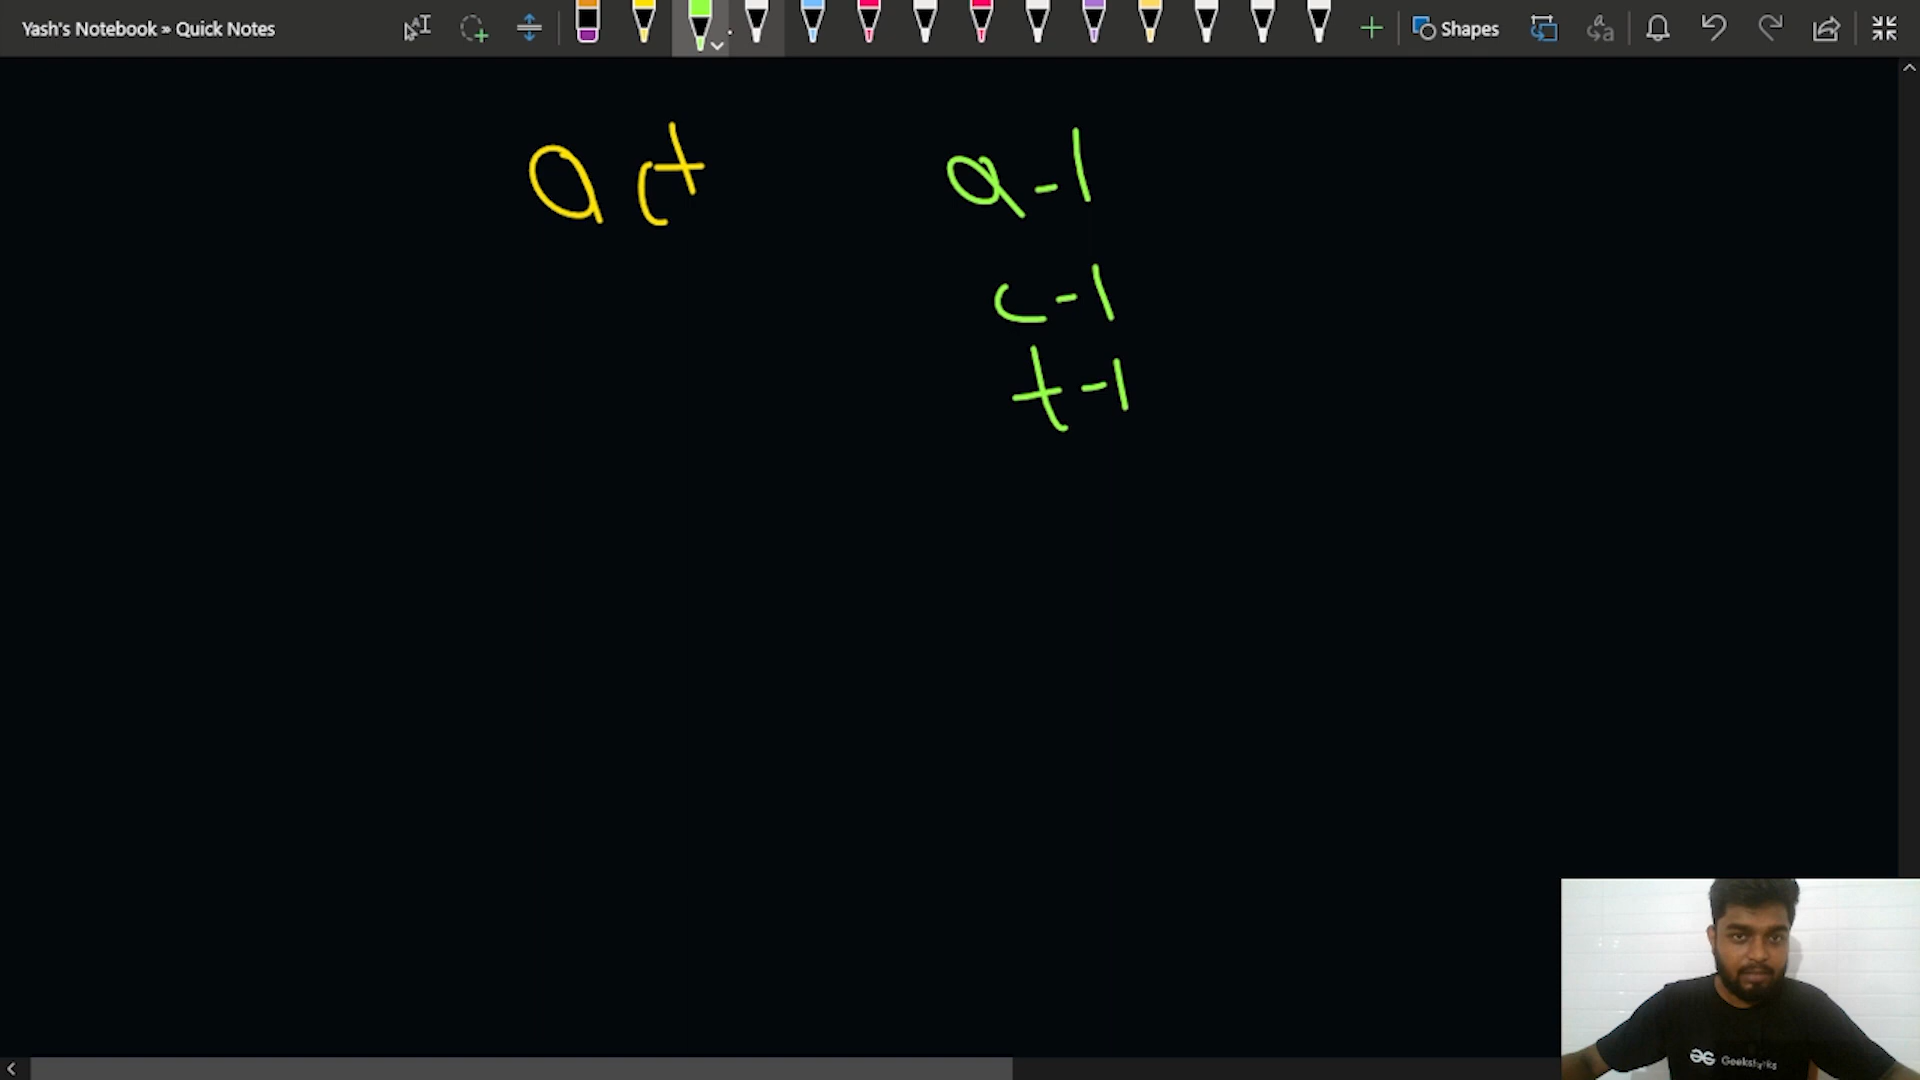 Yash's Notebook » Quick Notes
Shapes
act
a-1
c-1
t-1